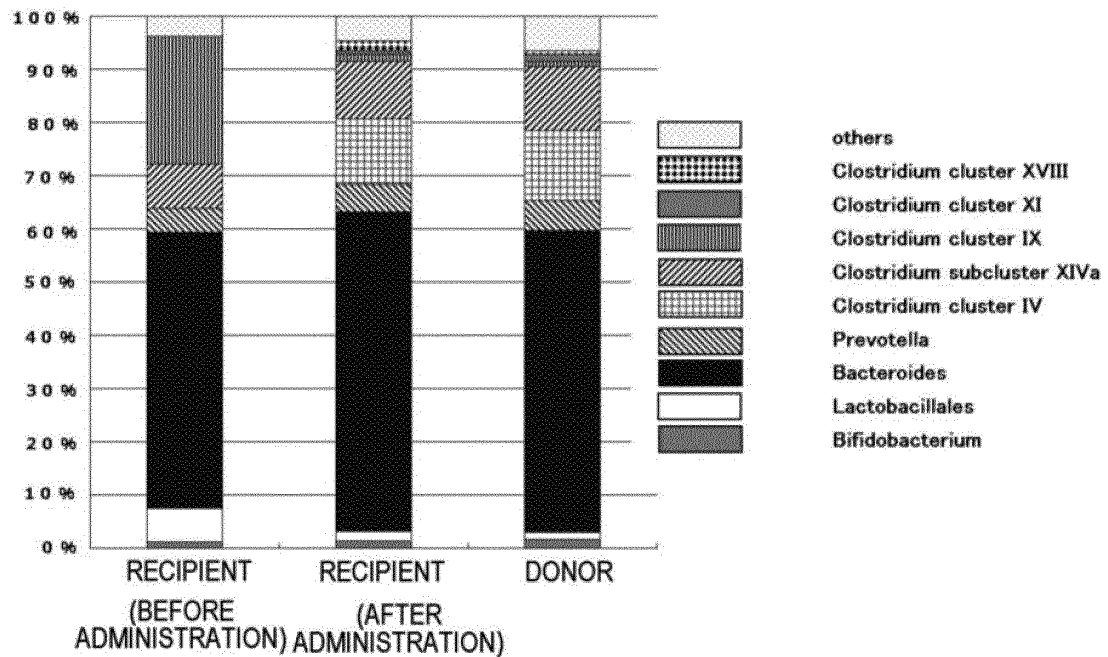 100%
90%
80%
70%
60%
50%
40%
30%
20%
10%
0%
RECIPIENT
(BEFORE
ADMINISTRATION)
RECIPIENT
(AFTER
ADMINISTRATION)
DONOR
others
Clostridium cluster XVIII
Clostridium cluster XI
Clostridium cluster IX
Clostridium subcluster XIVa
Clostridium cluster IV
Prevotella
Bacteroides
Lactobacillales
Bifidobacterium